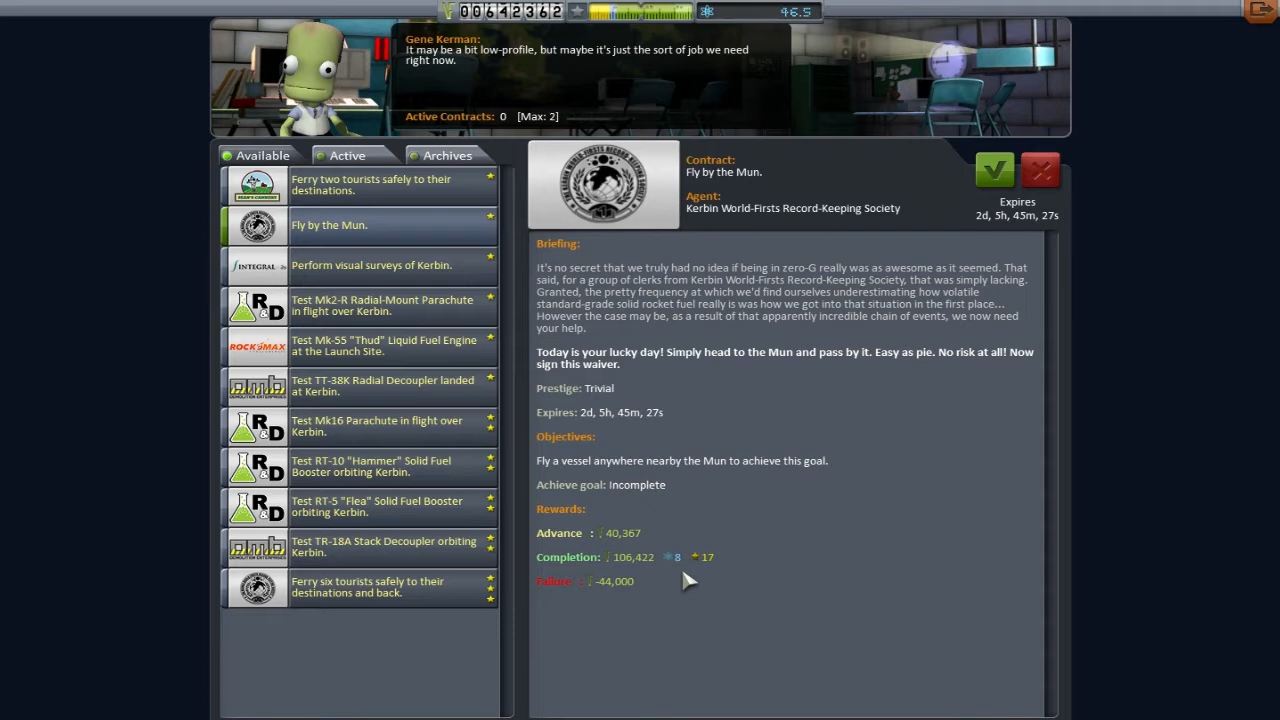 00642362
46.5
Gene Kerman:
It may be a bit low-profile, but maybe it's just the sort of job we need
right now.
Active Contracts: 0 [Max: 2]
Available
Active
Archives
Ferry two tourists safely to their
destinations.
Fly by the Mun.
INTEGRAL
Perform visual surveys of Kerbin.
R&D
Test Mk2-R Radial-Mount Parachute
in flight over Kerbin.
ROCKOMAX
Test Mk-55 "Thud" Liquid Fuel Engine
at the Launch Site.
Test TT-38K Radial Decoupler landed
at Kerbin.
R&D
Test Mk16 Parachute in flight over
Kerbin.
R&D
Test RT-10 "Hammer" Solid Fuel
Booster orbiting Kerbin.
R&D
Test RT-5 "Flea" Solid Fuel Booster
orbiting Kerbin.
Test TR-18A Stack Decoupler orbiting
Kerbin.
Ferry six tourists safely to their
destinations and back.
Contract:
Fly by the Mun.
Agent:
Kerbin World-Firsts Record-Keeping Society
Expires
2d, 5h, 45m, 27s
Briefing:
It's no secret that we truly had no idea if being in zero-G really was as awesome as it seemed. That
said, for a group of clerks from Kerbin World-Firsts Record-Keeping Society, that was simply lacking.
Granted, the pretty frequency at which we'd find ourselves underestimating how volatile
standard-grade solid rocket fuel really is was how we got into that situation in the first place...
However the case may be, as a result of that apparently incredible chain of events, we now need
your help.
Today is your lucky day! Simply head to the Mun and pass by it. Easy as pie. No risk at all! Now
sign this waiver.
Prestige: Trivial
Expires: 2d, 5h, 45m, 27s
Objectives:
Fly a vessel anywhere nearby the Mun to achieve this goal.
Achieve goal: Incomplete
Rewards:
Advance : 40,367
Completion: 106,422 8 17
Failure : -44,000